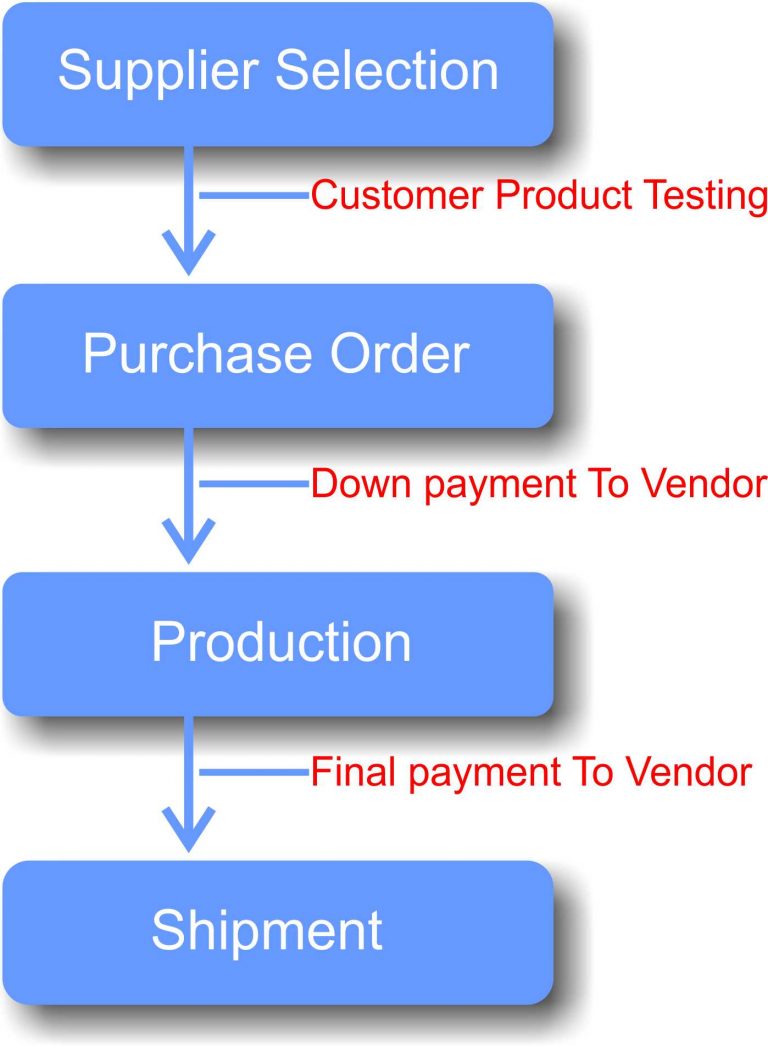 Supplier Selection
Customer Product Testing
Purchase Order
Down payment To Vendor
Production
Final payment To Vendor
Shipment